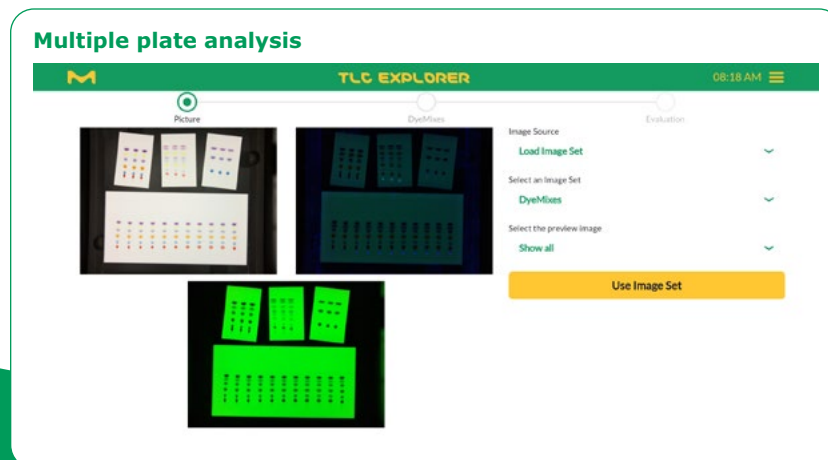 Multiple plate analysis
M
TLC EXPLORER
08:18 AM
Picture
DyeMixes
Evaluation
Image Source
Load Image Set
Select an Image Set
DyeMixes
Select the preview image
Show all
Use Image Set